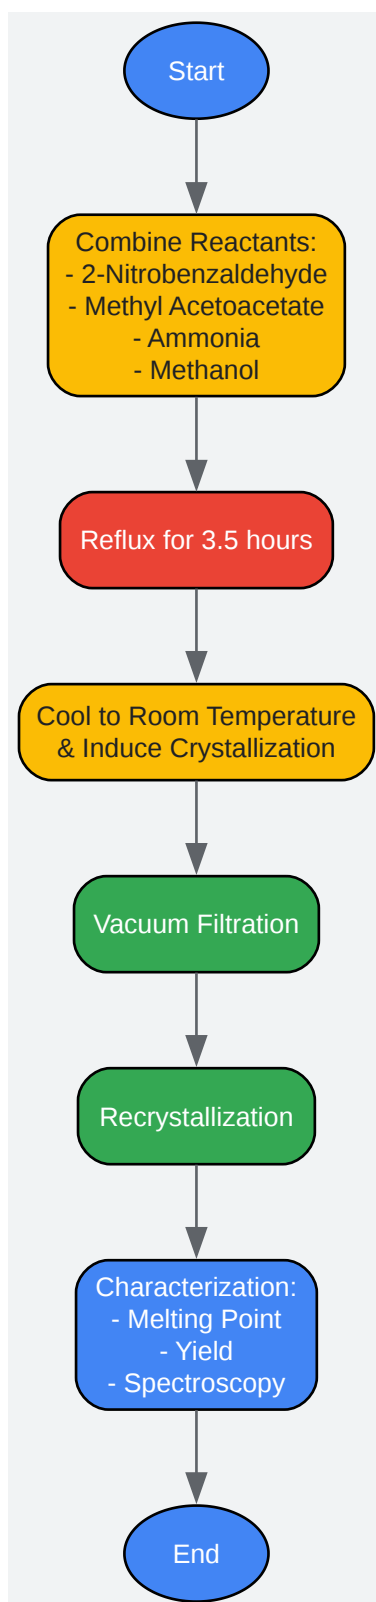 Start
Combine Reactants:
- 2-Nitrobenzaldehyde
- Methyl Acetoacetate
- Ammonia
- Methanol
Reflux for 3.5 hours
Cool to Room Temperature
& Induce Crystallization
Vacuum Filtration
Recrystallization
Characterization:
- Melting Point
- Yield
- Spectroscopy
End